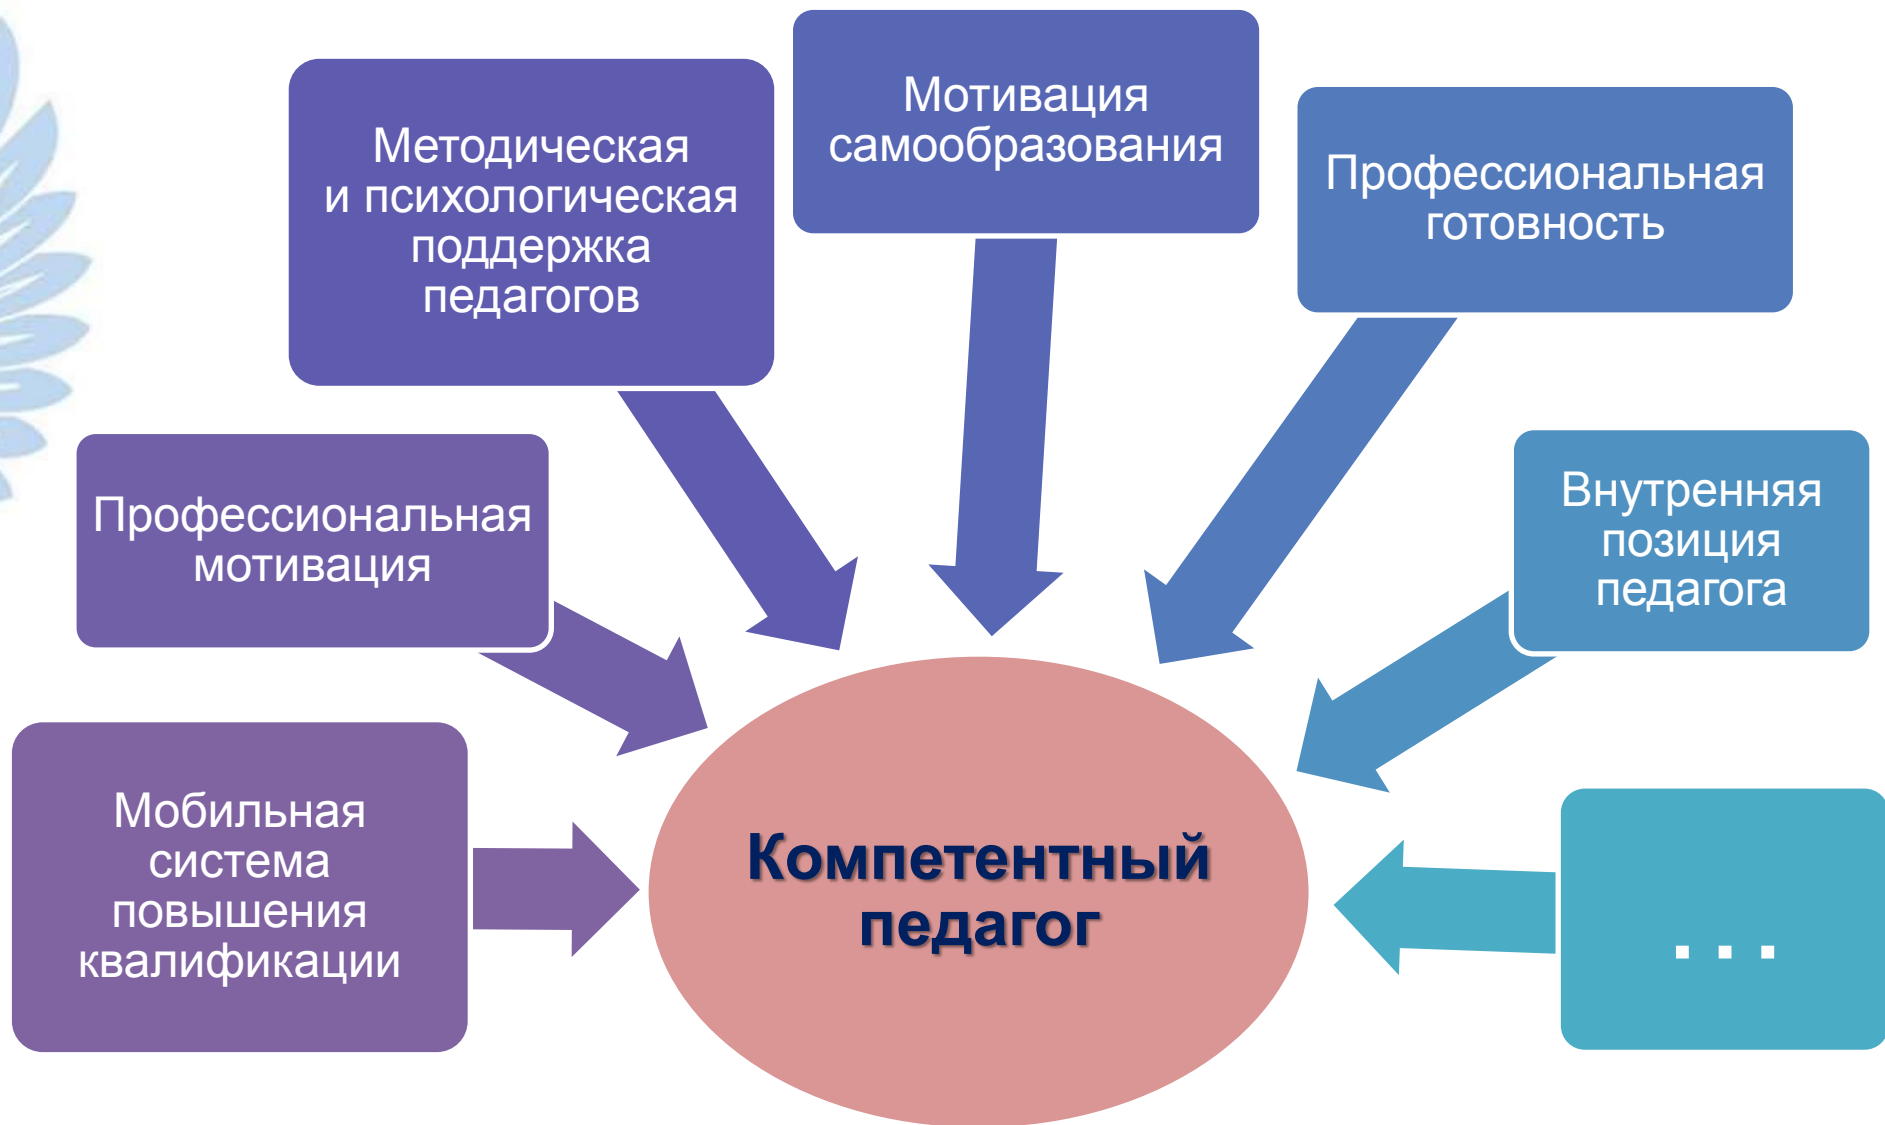 Мотивация
самообразования
Методическая
и психологическая
поддержка
педагогов
Профессиональная
готовность
Профессиональная
мотивация
Внутренняя
позиция
педагога
Мобильная
система
повышения
квалификации
Компетентный
педагог
...